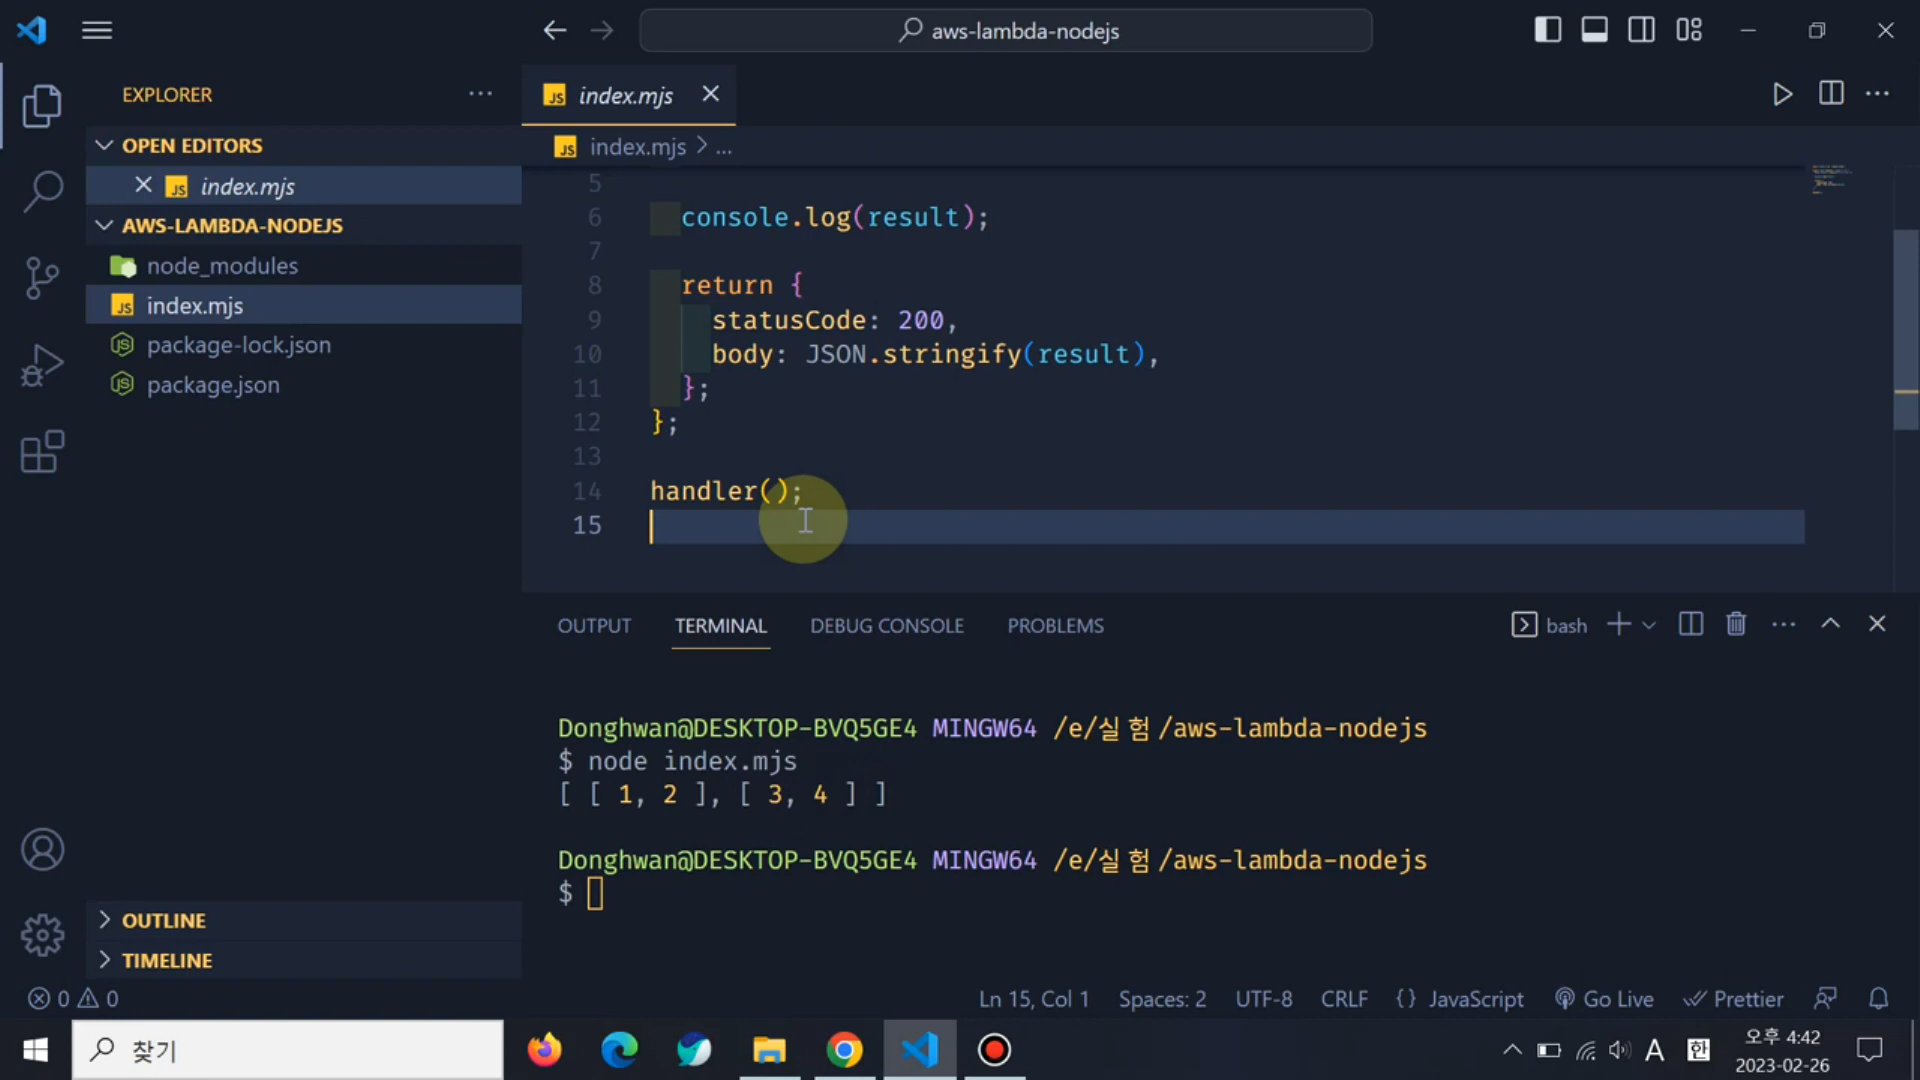 aws-lambda-nodejs
EXPLORER
OPEN EDITORS
index.mjs
AWS-LAMBDA-NODEJS
node_modules
index.mjs
package-lock.json
package.json
OUTLINE
TIMELINE
index.mjs
index.mjs > ...
5
6 console.log(result);
7
8 return {
9 statusCode: 200,
10 body: JSON.stringify(result),
11 };
12 };
13
14 handler();
15
OUTPUT TERMINAL DEBUG CONSOLE PROBLEMS
bash
Donghwan@DESKTOP-BVQ5GE4 MINGW64 /e/실험/aws-lambda-nodejs
$ node index.mjs
[ [ 1, 2 ], [ 3, 4 ] ]
Donghwan@DESKTOP-BVQ5GE4 MINGW64 /e/실험/aws-lambda-nodejs
$
0 0
Ln 15, Col 1 Spaces: 2 UTF-8 CRLF {} JavaScript Go Live Prettier
찾기
A 한
오후 4:42
2023-02-26